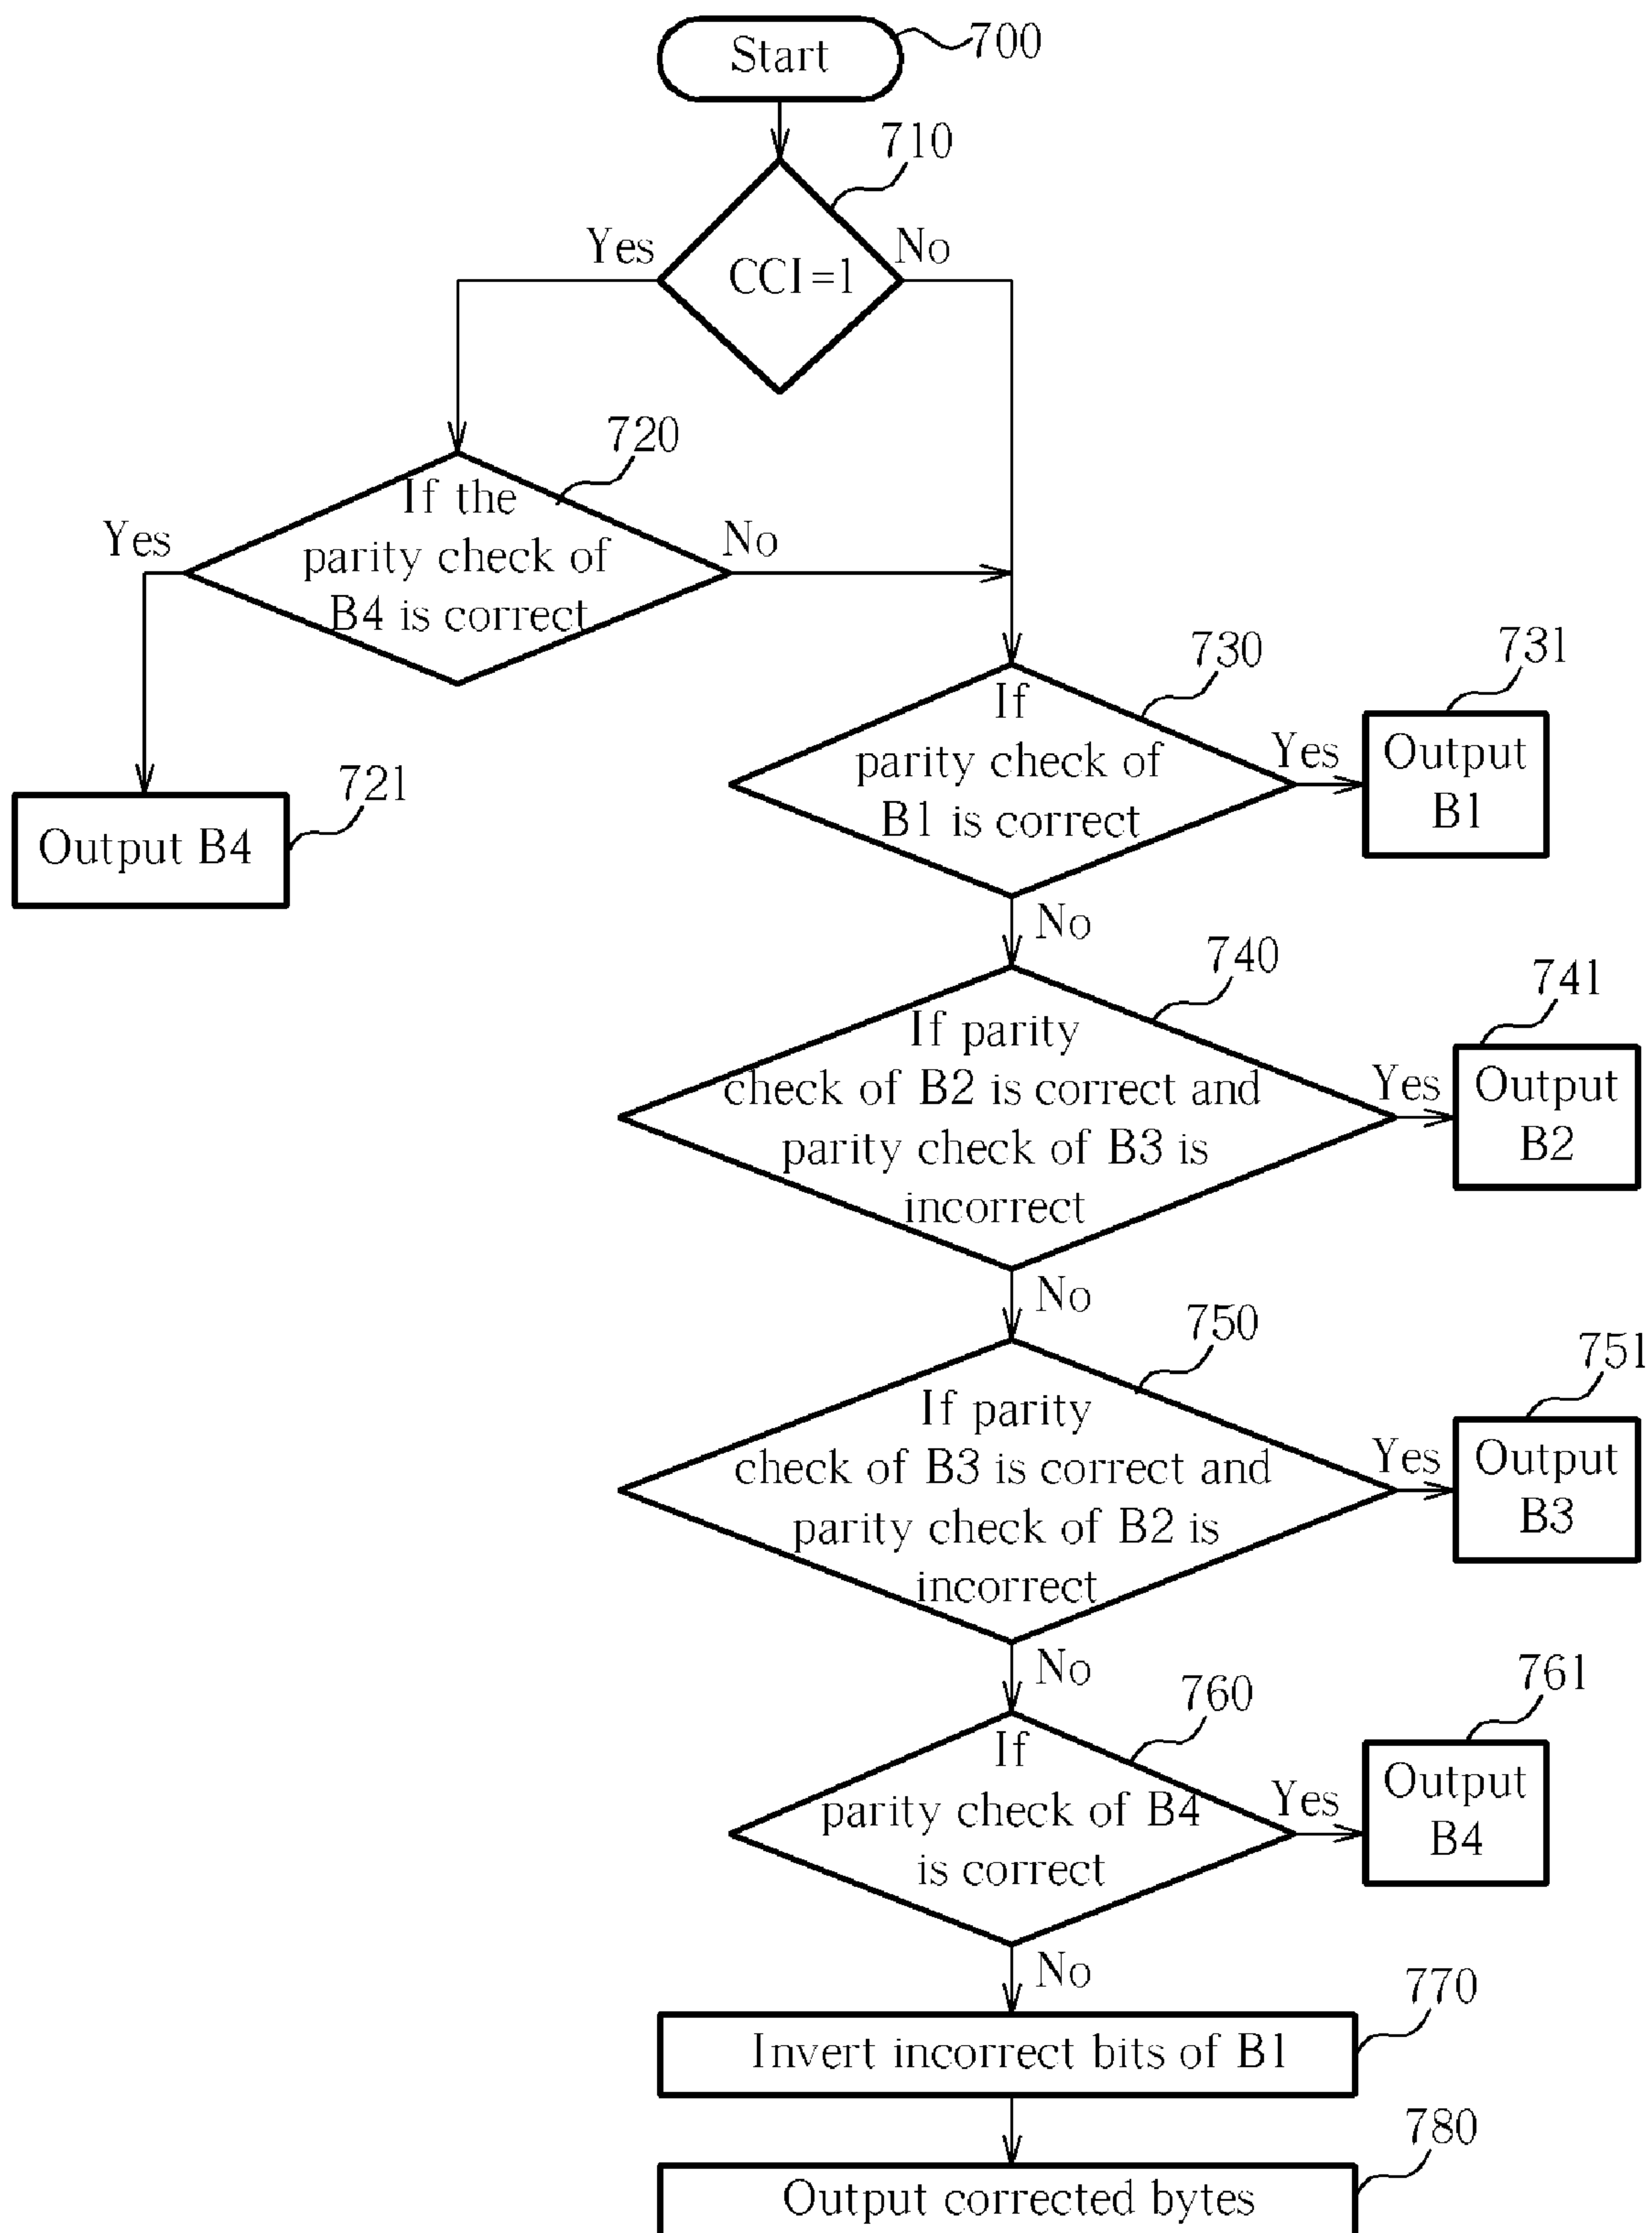 Start
700
710
Yes
No
CCI=1
720
If the
parity check of
B4 is correct
Yes
No
730
731
If
parity check of
B1 is correct
Yes
Output
B1
721
Output B4
No
740
741
If parity
check of B2 is correct and
parity check of B3 is
incorrect
Yes
Output
B2
No
750
751
If parity
check of B3 is correct and
parity check of B2 is
incorrect
Yes
Output
B3
No
760
761
If
parity check of B4
is correct
Yes
Output
B4
No
770
Invert incorrect bits of B1
780
Output corrected bytes